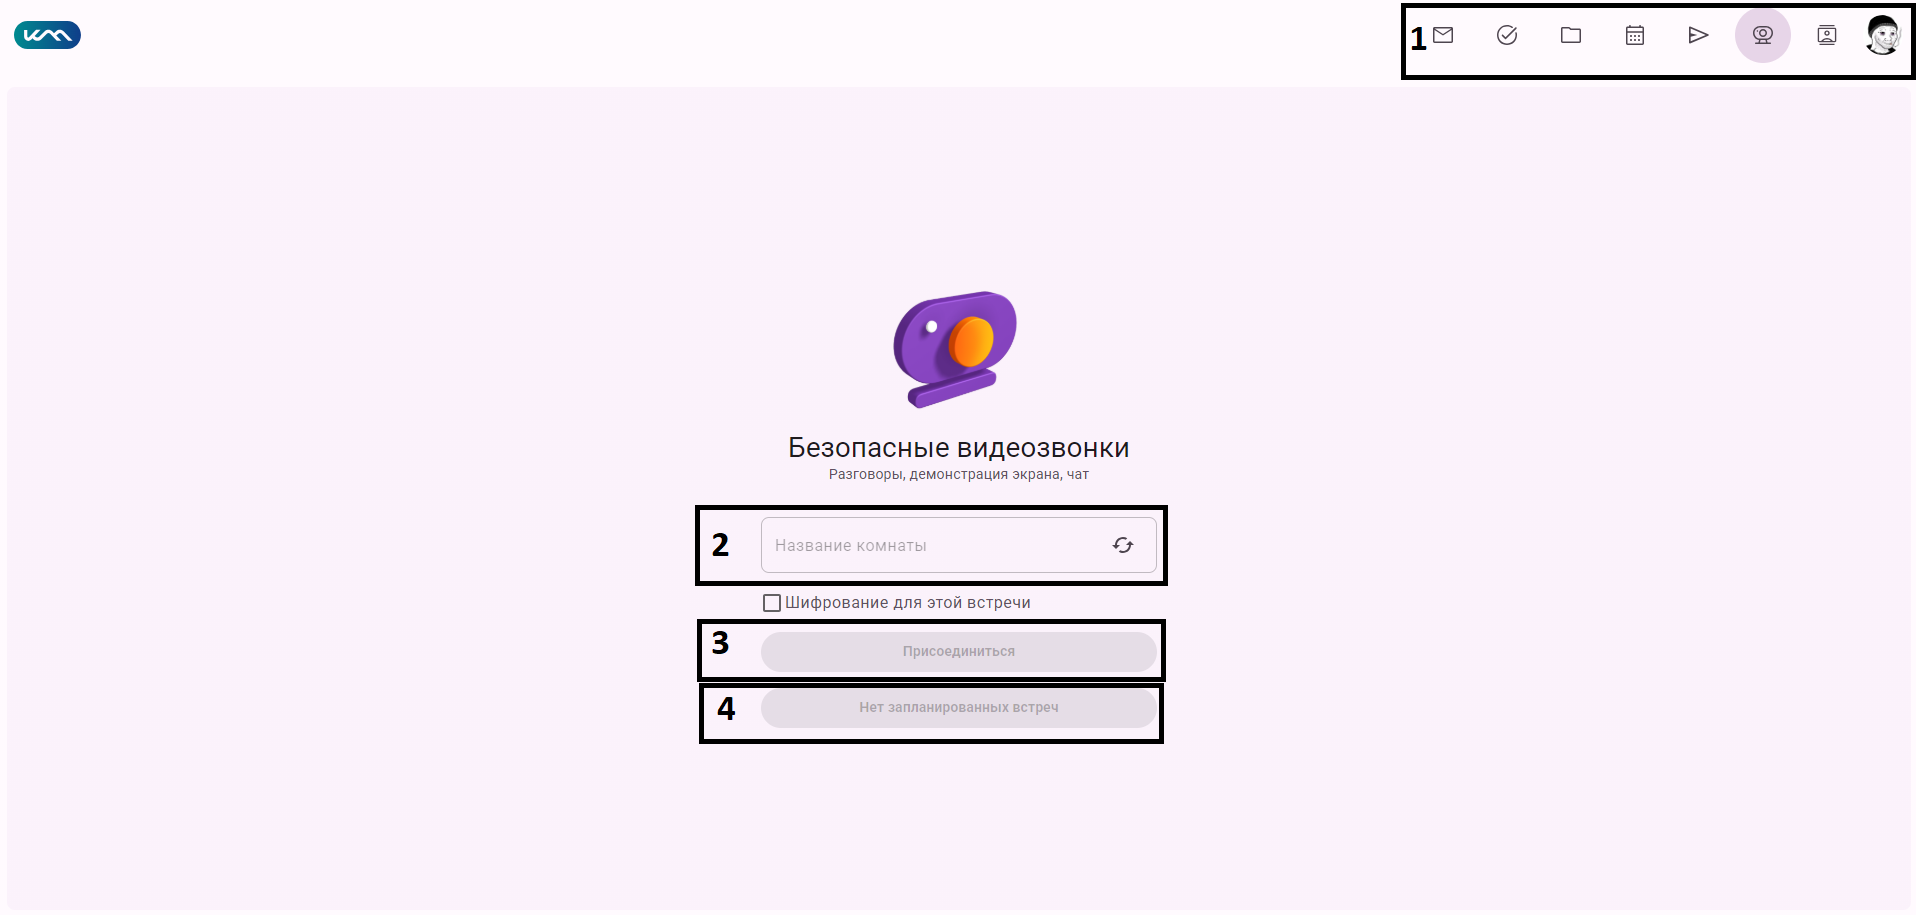 1
Безопасные видеозвонки
Разговоры, демонстрация экрана, чат
2 Название комнаты
Шифрование для этой встречи
3 Присоединиться
4 Нет запланированных встреч